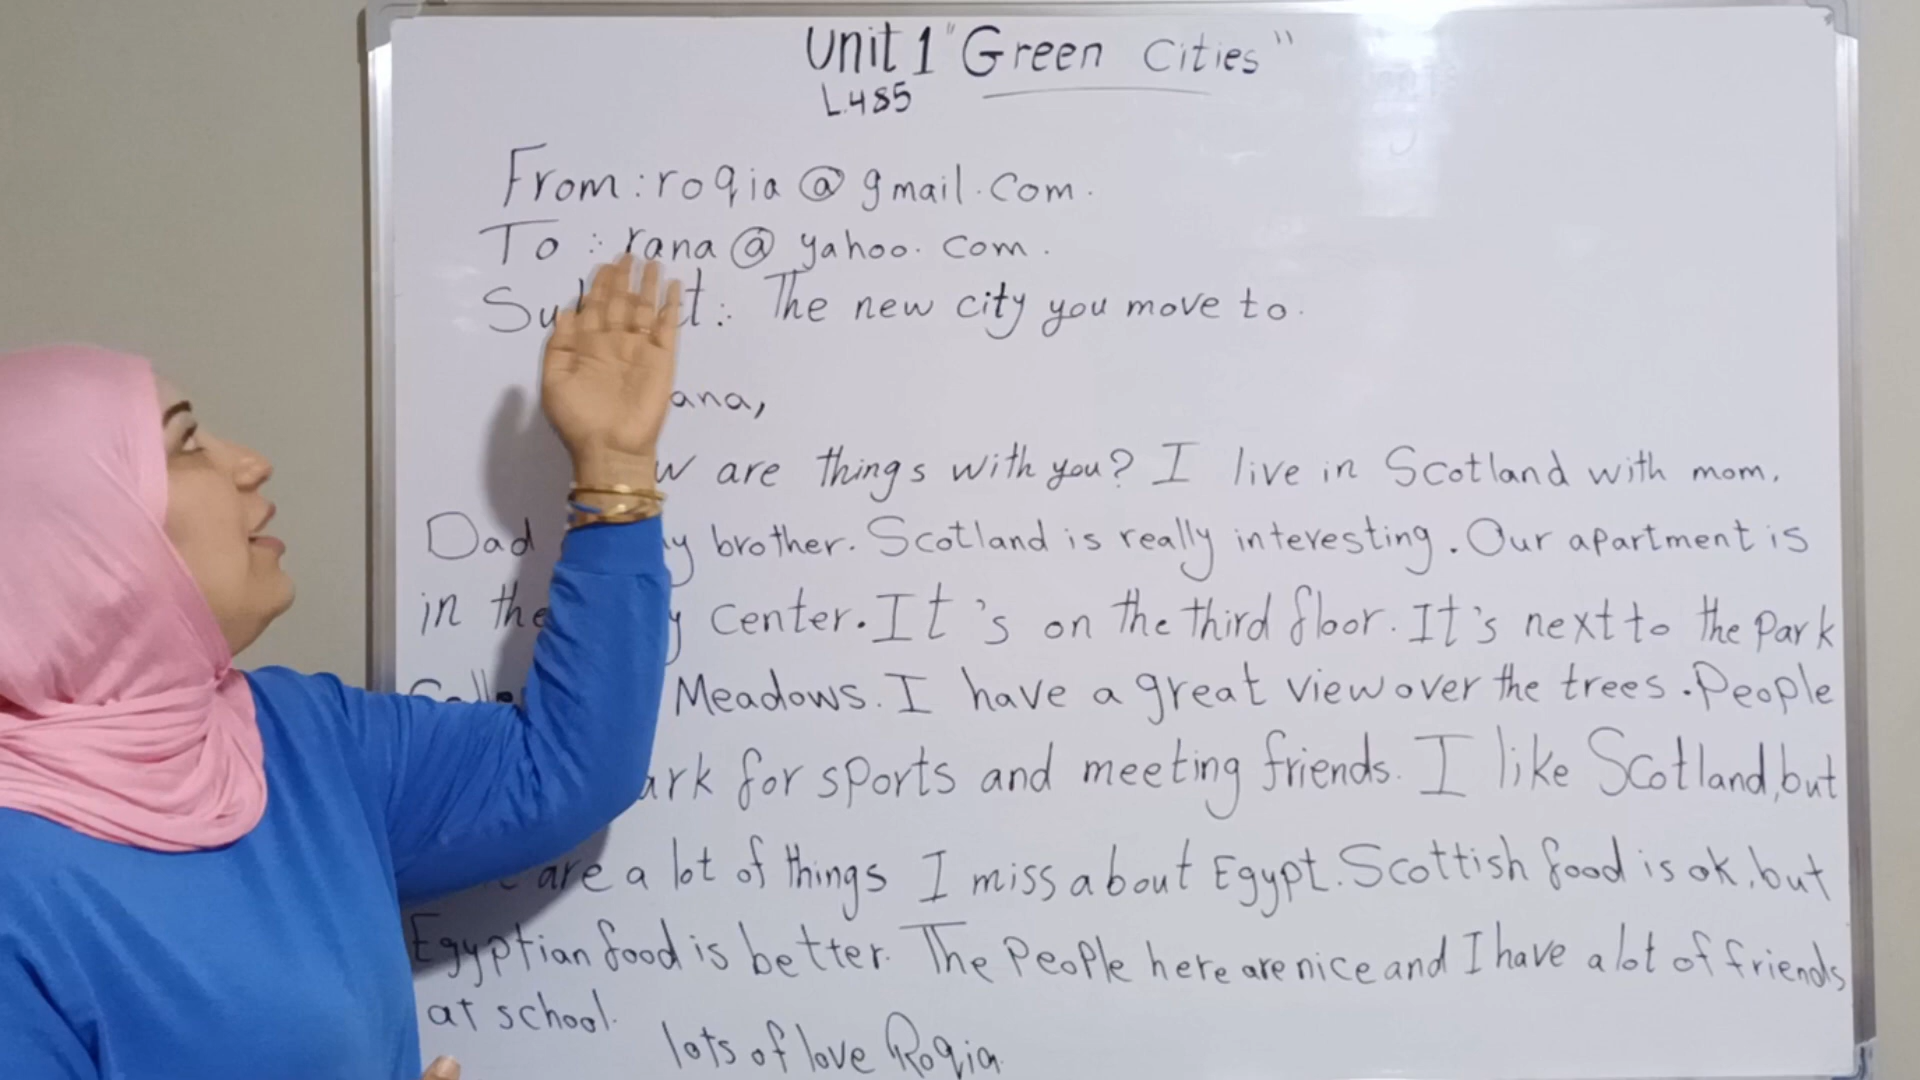 Unit 1 "Green Cities"
L.4&5
From: roqia@gmail.com.
To: rana@yahoo.com.
The new city you move to.
are things with you? I live in Scotland with mom,
Dad brother. Scotland is really interesting. Our apartment is
in the center. It's on the third floor. It's next to the Park
Meadows. I have a great view over the trees. People
for sports and meeting friends. I like Scotland, but
are a lot of things I miss about Egypt. Scottish food is ok, but
Egyptian food is better. The People here are nice and I have a lot of friends
at school.
lots of love Roqia